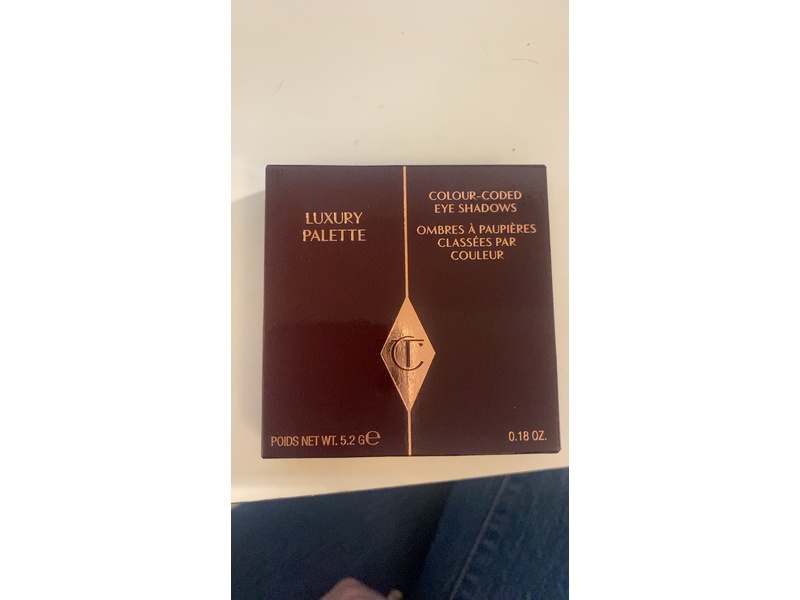 LUXURY
PALETTE
COLOUR-CODED
EYE SHADOWS
OMBRES À PAUPIÈRES
CLASSÉES PAR
COULEUR
CT
POIDS NET WT. 5.2 G℮
0.18 OZ.